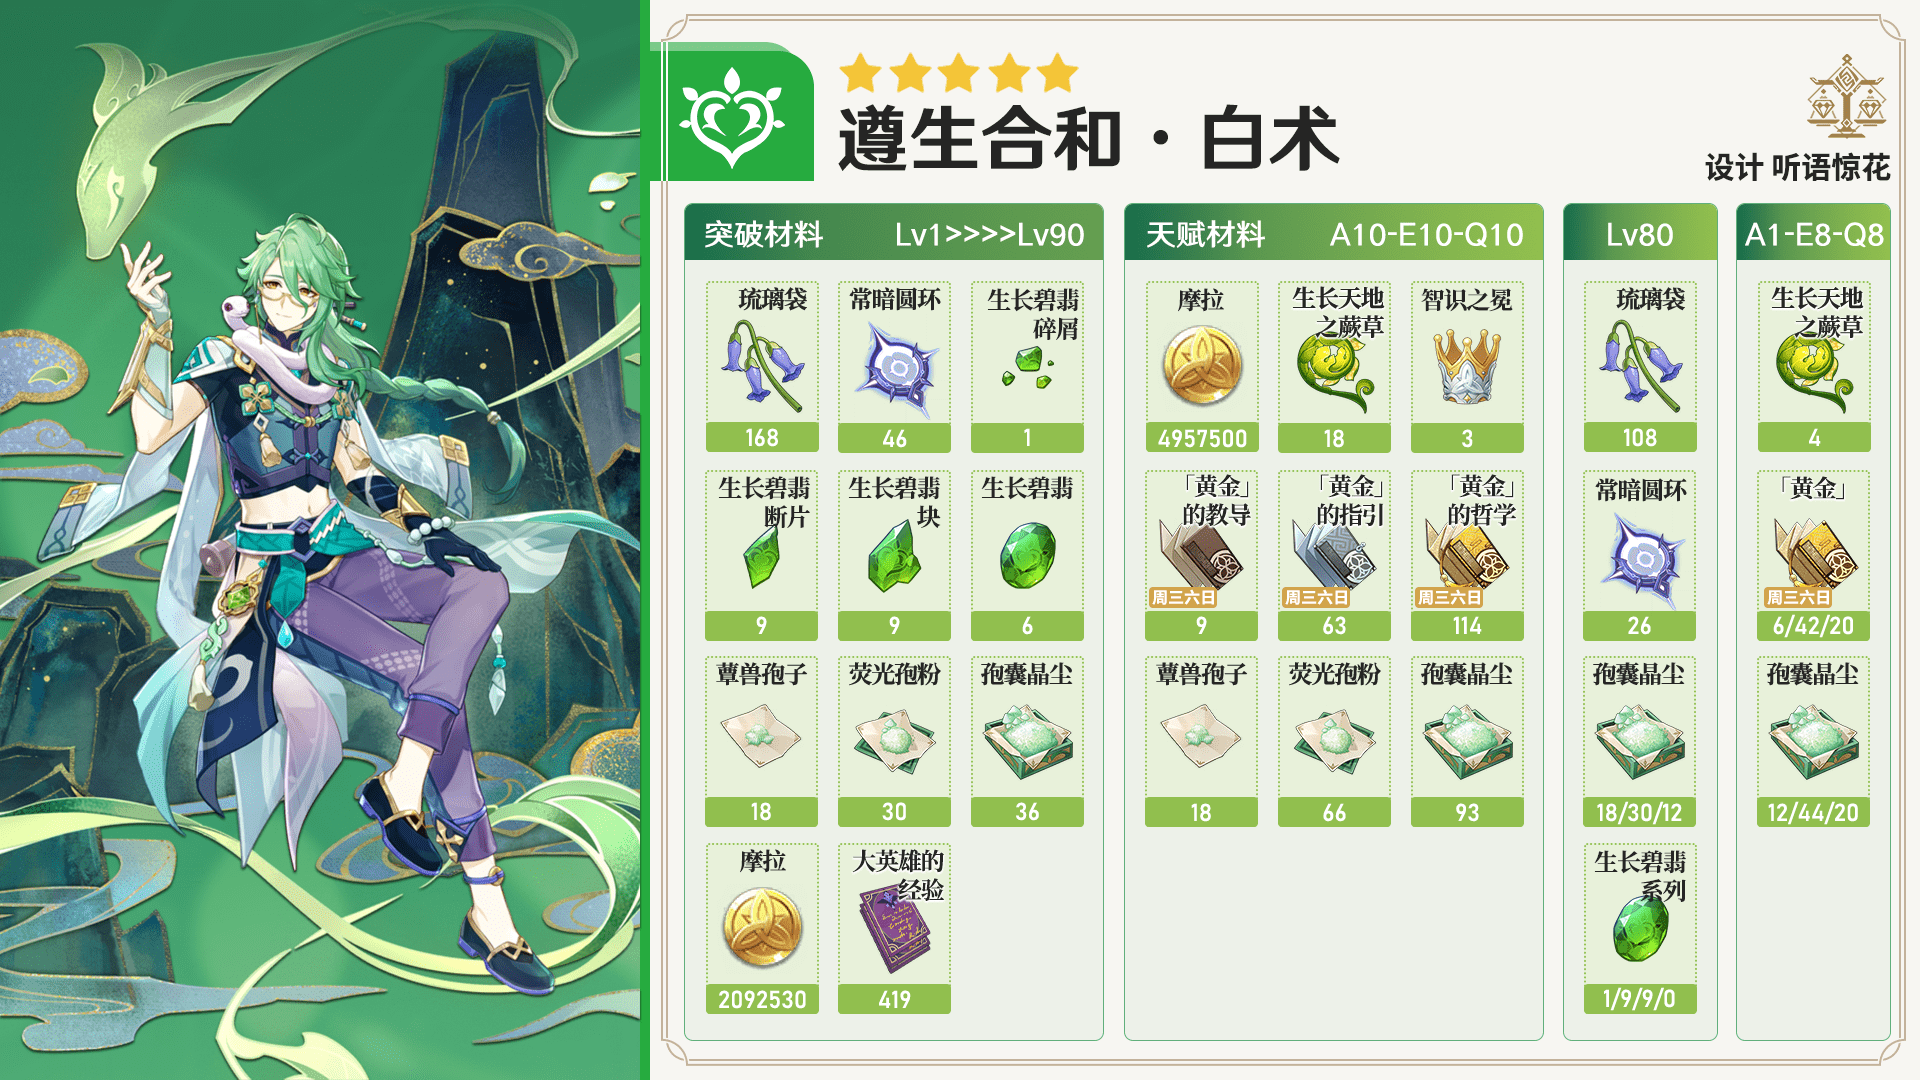 遵生合和·白术
设计 听语惊花
突破材料 Lv1>>>>Lv90
琉璃袋
168
常暗圆环
46
生长碧翡
碎屑
1
生长碧翡
断片
9
生长碧翡
块
9
生长碧翡
6
蕈兽孢子
18
荧光孢粉
30
孢囊晶尘
36
摩拉
2092530
大英雄的
经验
419
天赋材料 A10-E10-Q10
摩拉
4957500
生长天地
之蕨草
18
智识之冕
3
「黄金」
的教导
周三六日
9
「黄金」
的指引
周三六日
63
「黄金」
的哲学
周三六日
114
蕈兽孢子
18
荧光孢粉
66
孢囊晶尘
93
Lv80
琉璃袋
108
常暗圆环
26
孢囊晶尘
18/30/12
生长碧翡
系列
1/9/9/0
A1-E8-Q8
生长天地
之蕨草
4
「黄金」
周三六日
6/42/20
孢囊晶尘
12/44/20